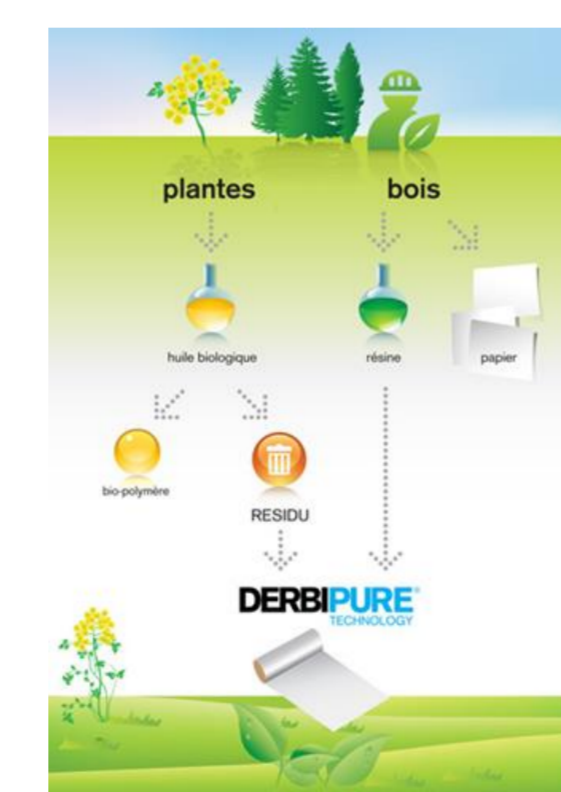 plantes bois
huile biologique résine papier
bio-polymère
RESIDU
DERBIPURE®
TECHNOLOGY